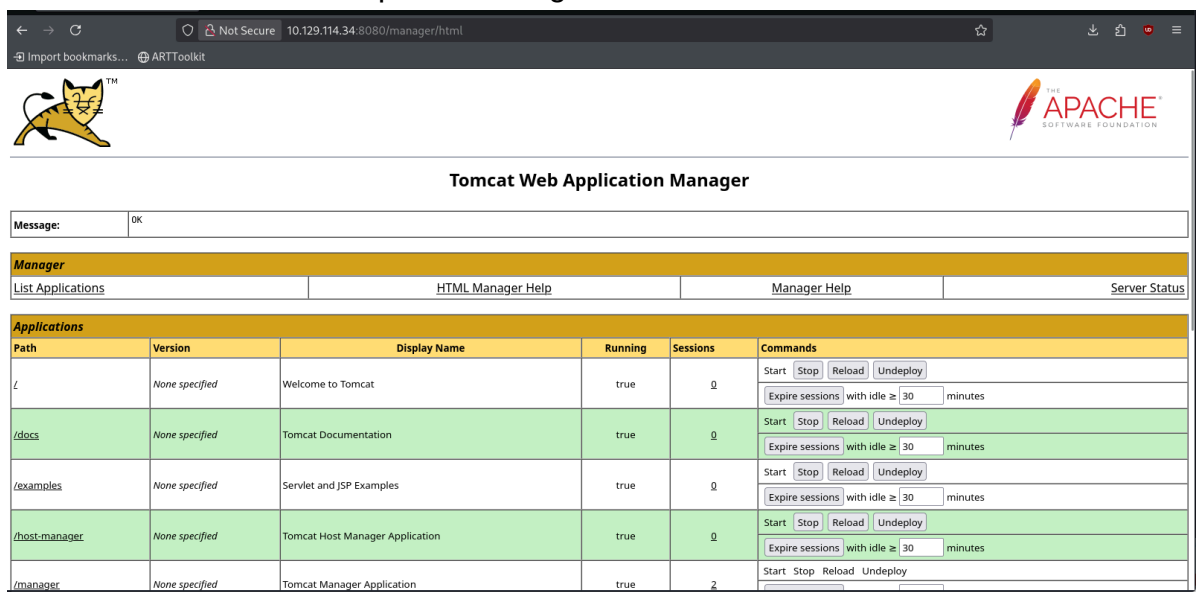 Not Secure 10.129.114.34:8080/manager/html
Import bookmarks... ARTToolkit
TM
THE
APACHE
SOFTWARE FOUNDATION
Tomcat Web Application Manager
Message: OK
Manager
List Applications HTML Manager Help Manager Help Server Status
Applications
Path Version Display Name Running Sessions Commands
/ None specified Welcome to Tomcat true 0 Start Stop Reload Undeploy
Expire sessions with idle ≥ 30 minutes
/docs None specified Tomcat Documentation true 0 Start Stop Reload Undeploy
Expire sessions with idle ≥ 30 minutes
/examples None specified Servlet and JSP Examples true 0 Start Stop Reload Undeploy
Expire sessions with idle ≥ 30 minutes
/host-manager None specified Tomcat Host Manager Application true 0 Start Stop Reload Undeploy
Expire sessions with idle ≥ 30 minutes
/manager None specified Tomcat Manager Application true 2 Start Stop Reload Undeploy